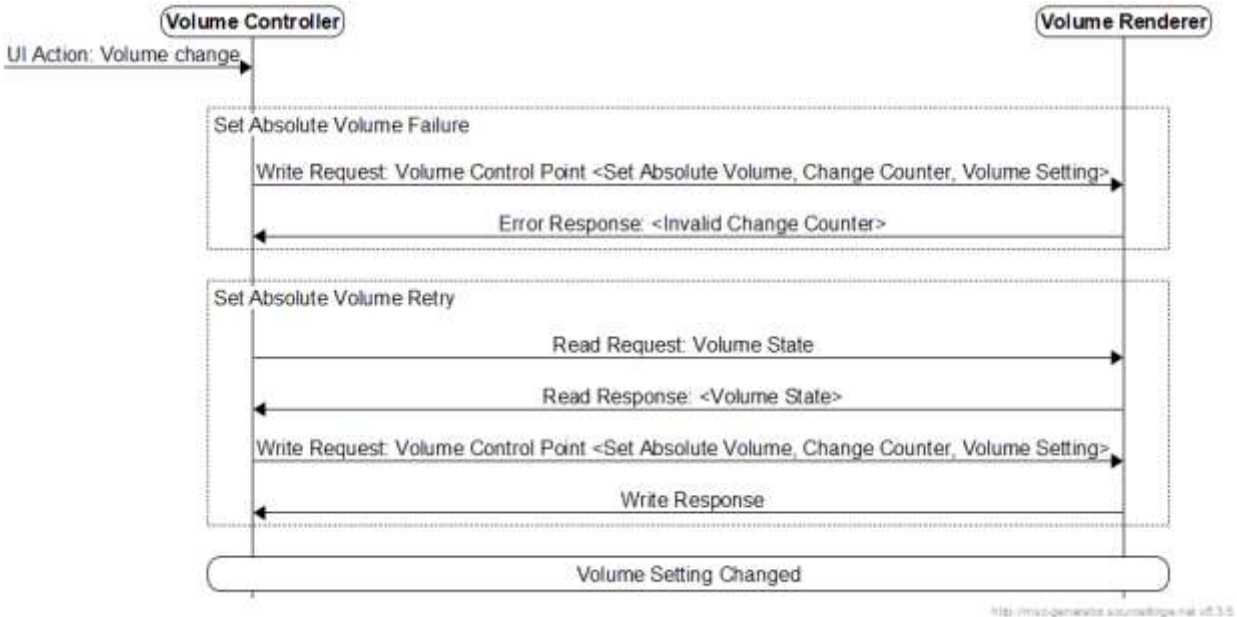 Volume Controller
Volume Renderer
UI Action: Volume change
Set Absolute Volume Failure
Write Request: Volume Control Point <Set Absolute Volume, Change Counter, Volume Setting>
Error Response: <Invalid Change Counter>
Set Absolute Volume Retry
Read Request: Volume State
Read Response: <Volume State>
Write Request: Volume Control Point <Set Absolute Volume, Change Counter, Volume Setting>
Write Response
Volume Setting Changed